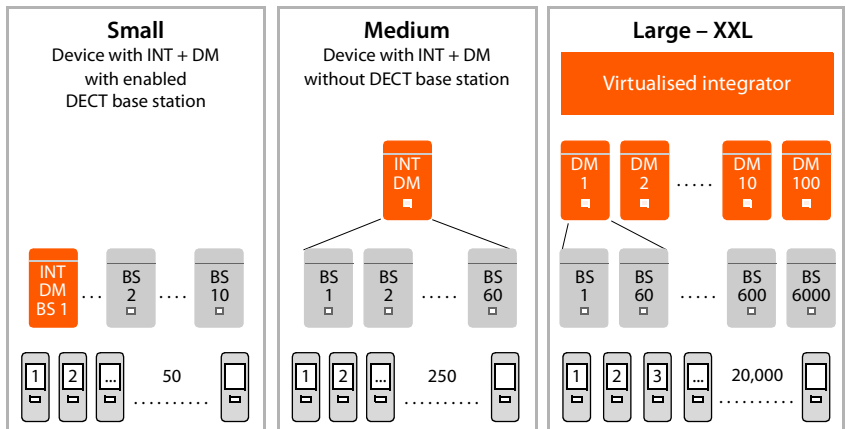 Small
Device with INT + DM
with enabled
DECT base station
INT
DM
BS 1
...
BS
2
....
BS
10
1
2
...
50
..........
Medium
Device with INT + DM
without DECT base station
INT
DM
BS
1
BS
2
.....
BS
60
1
2
...
250
..........
Large – XXL
Virtualised integrator
DM
1
DM
2
.....
DM
10
DM
100
BS
1
BS
60
.....
BS
600
BS
6000
1
2
3
...
20,000
..........